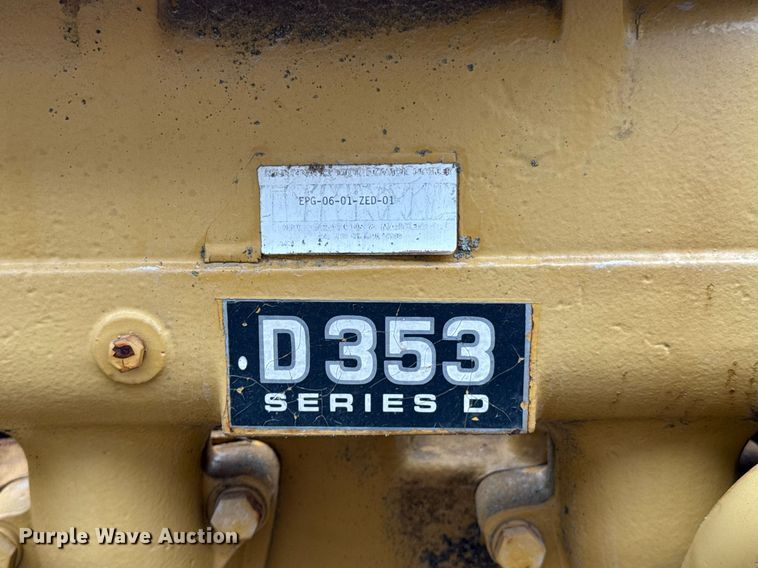 EPG-06-01-ZED-01
D353
SERIES D
Purple Wave Auction